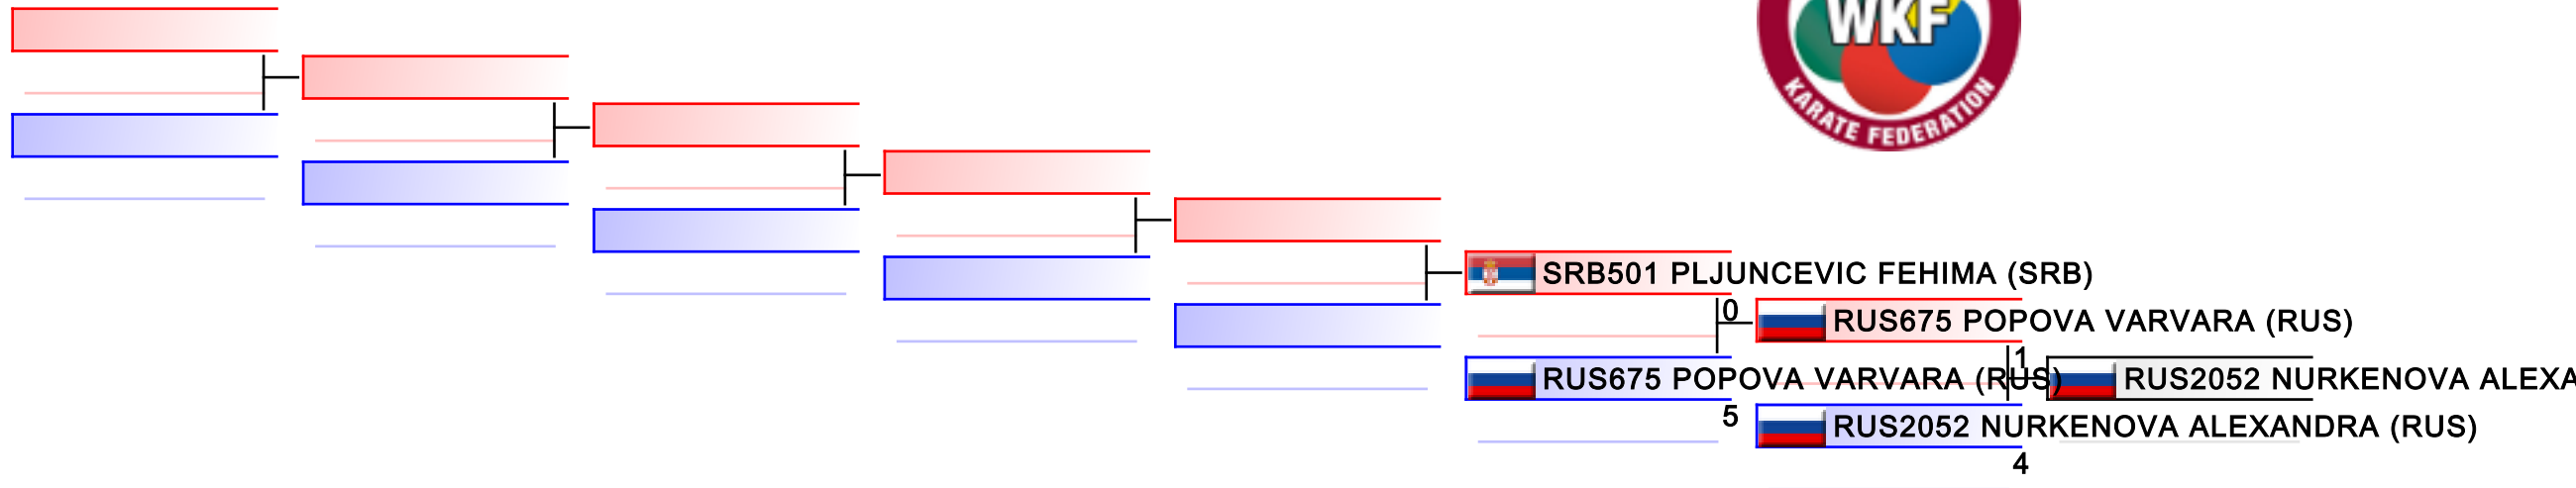 WKF
KARATE FEDERATION
SRB501 PLJUNCEVIC FEHIMA (SRB)
0
RUS675 POPOVA VARVARA (RUS)
1
RUS675 POPOVA VARVARA (RUS)
RUS2052 NURKENOVA ALEXA
5
RUS2052 NURKENOVA ALEXANDRA (RUS)
4